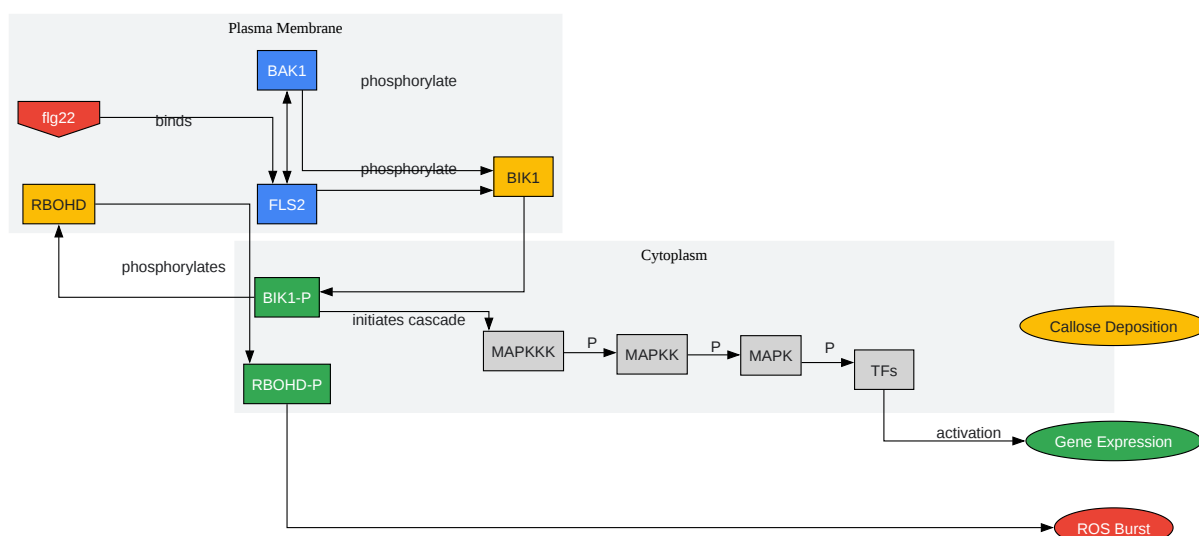 Plasma Membrane
BAK1
phosphorylate
flg22
binds
phosphorylate
BIK1
RBOHD
FLS2
Cytoplasm
phosphorylates
BIK1-P
initiates cascade
Callose Deposition
P
P
P
MAPKKK
MAPKK
MAPK
TFs
RBOHD-P
activation
Gene Expression
ROS Burst